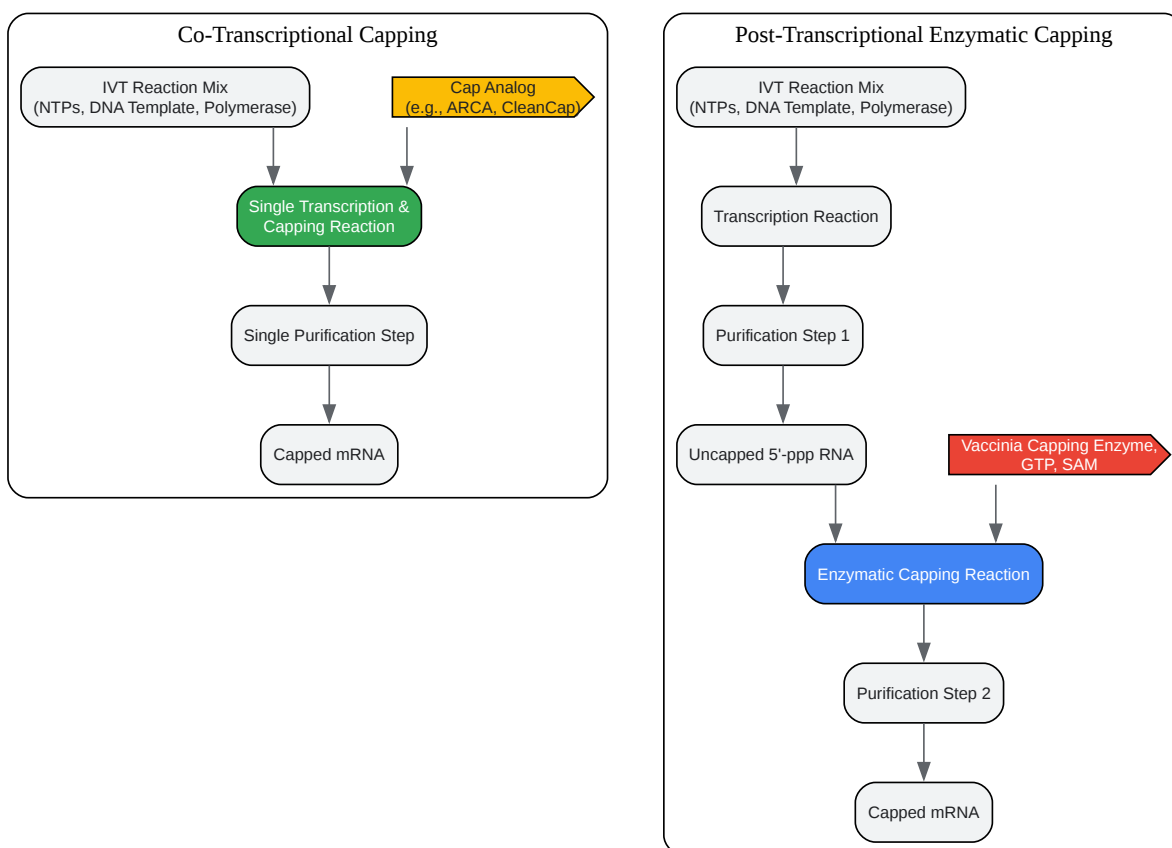 Co-Transcriptional Capping
IVT Reaction Mix
(NTPs, DNA Template, Polymerase)
Cap Analog
(e.g., ARCA, CleanCap)
Single Transcription &
Capping Reaction
Single Purification Step
Capped mRNA
Post-Transcriptional Enzymatic Capping
IVT Reaction Mix
(NTPs, DNA Template, Polymerase)
Transcription Reaction
Purification Step 1
Uncapped 5'-ppp RNA
Vaccinia Capping Enzyme,
GTP, SAM
Enzymatic Capping Reaction
Purification Step 2
Capped mRNA